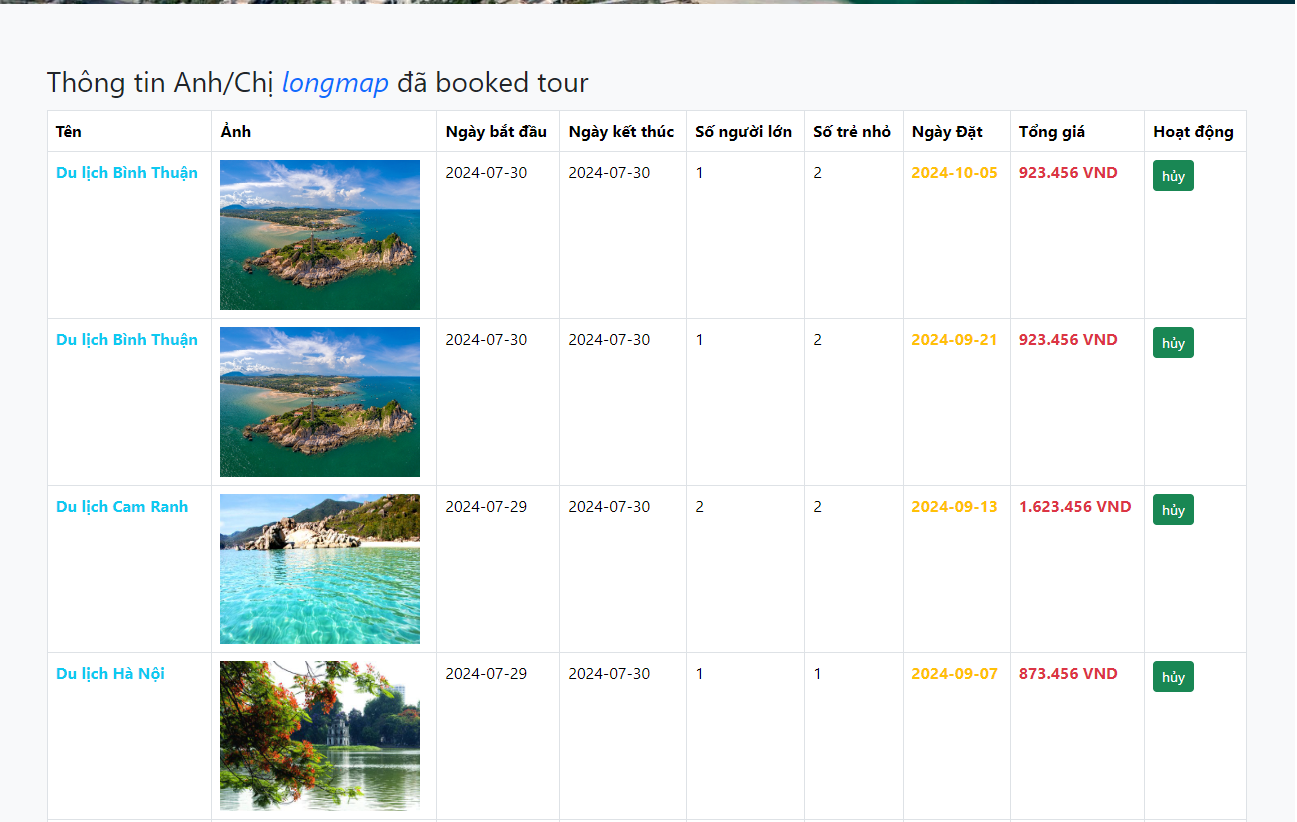 Thông tin Anh/Chị longmap đã booked tour
Tên Ảnh Ngày bắt đầu Ngày kết thúc Số người lớn Số trẻ nhỏ Ngày Đặt Tổng giá Hoạt động
Du lịch Bình Thuận 2024-07-30 2024-07-30 1 2 2024-10-05 923.456 VND hủy
Du lịch Bình Thuận 2024-07-30 2024-07-30 1 2 2024-09-21 923.456 VND hủy
Du lịch Cam Ranh 2024-07-29 2024-07-30 2 2 2024-09-13 1.623.456 VND hủy
Du lịch Hà Nội 2024-07-29 2024-07-30 1 1 2024-09-07 873.456 VND hủy